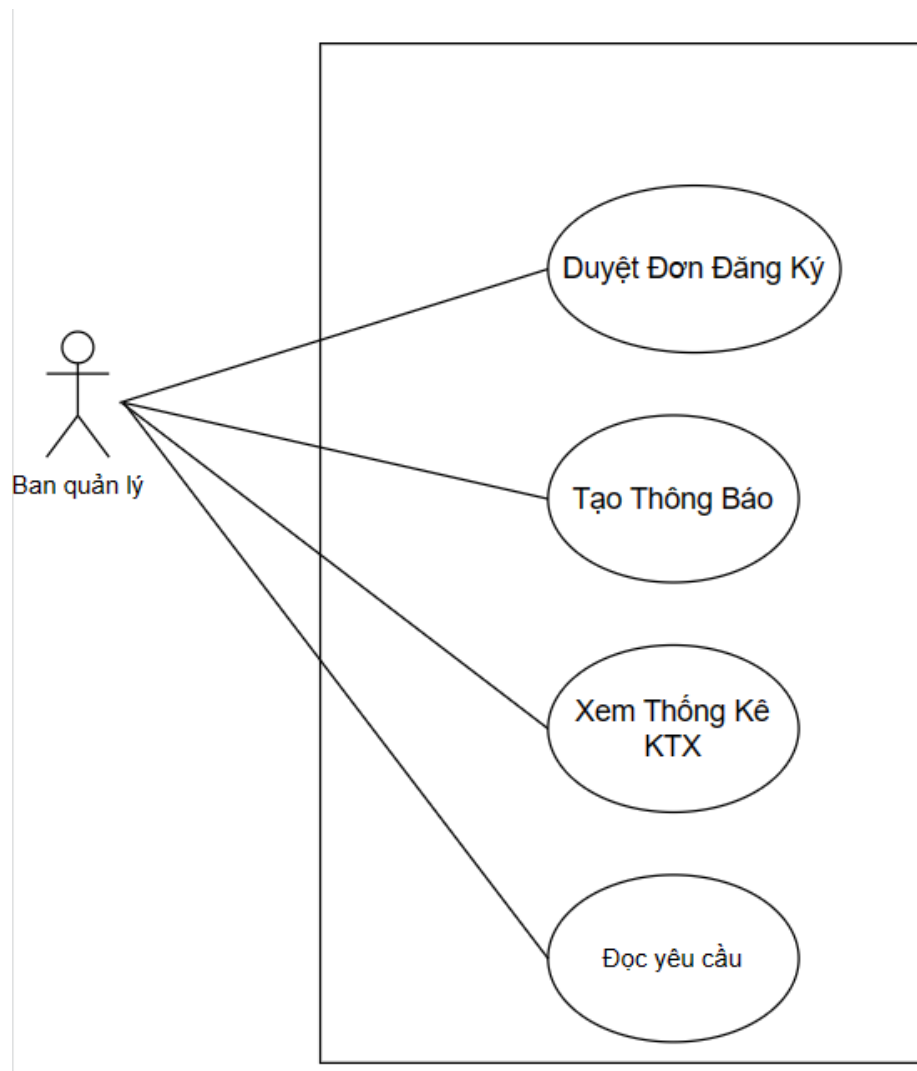 Duyệt Đơn Đăng Ký
Ban quản lý
Tạo Thông Báo
Xem Thống Kê
KTX
Đọc yêu cầu